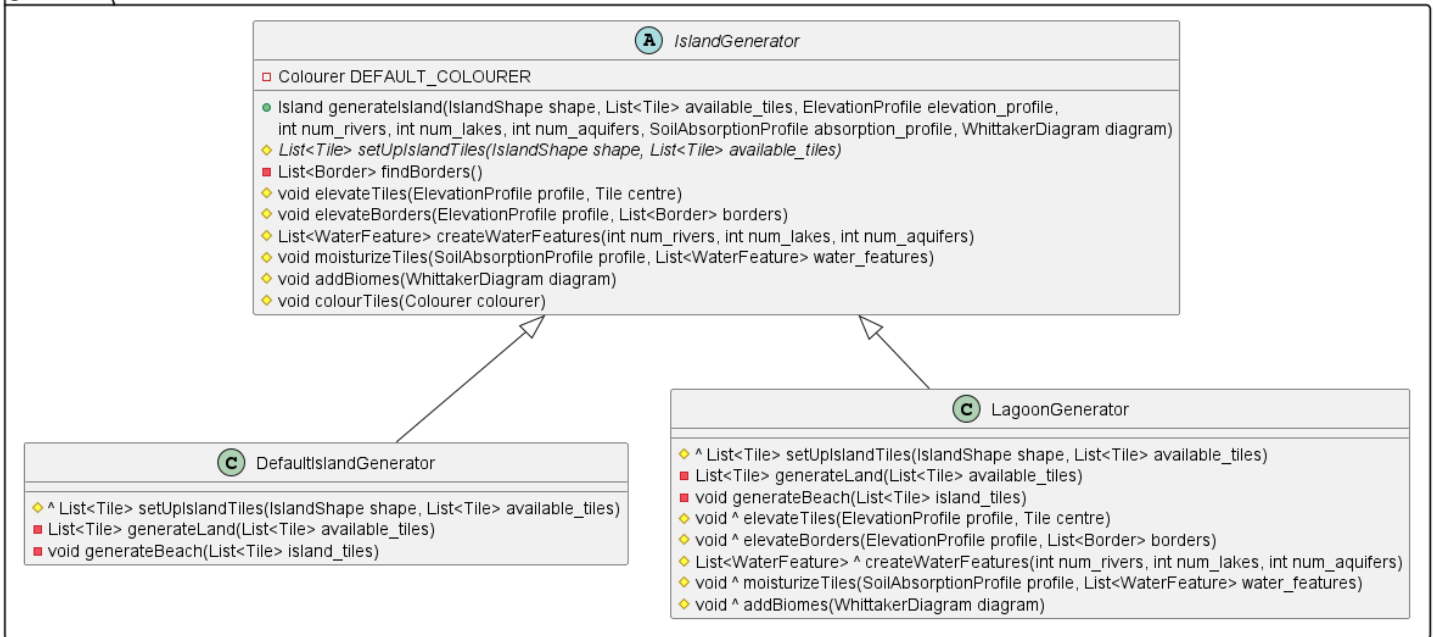 A IslandGenerator
Colourer DEFAULT_COLOURER
Island generateIsland(IslandShape shape, List<Tile> available_tiles, ElevationProfile elevation_profile,
int num_rivers, int num_lakes, int num_aquifers, SoilAbsorptionProfile absorption_profile, WhittakerDiagram diagram)
List<Tile> setUpIslandTiles(IslandShape shape, List<Tile> available_tiles)
List<Border> findBorders()
void elevateTiles(ElevationProfile profile, Tile centre)
void elevateBorders(ElevationProfile profile, List<Border> borders)
List<WaterFeature> createWaterFeatures(int num_rivers, int num_lakes, int num_aquifers)
void moisturizeTiles(SoilAbsorptionProfile profile, List<WaterFeature> water_features)
void addBiomes(WhittakerDiagram diagram)
void colourTiles(Colourer colourer)
C DefaultIslandGenerator
^ List<Tile> setUpIslandTiles(IslandShape shape, List<Tile> available_tiles)
List<Tile> generateLand(List<Tile> available_tiles)
void generateBeach(List<Tile> island_tiles)
C LagoonGenerator
^ List<Tile> setUpIslandTiles(IslandShape shape, List<Tile> available_tiles)
List<Tile> generateLand(List<Tile> available_tiles)
void generateBeach(List<Tile> island_tiles)
void ^ elevateTiles(ElevationProfile profile, Tile centre)
void ^ elevateBorders(ElevationProfile profile, List<Border> borders)
List<WaterFeature> ^ createWaterFeatures(int num_rivers, int num_lakes, int num_aquifers)
void ^ moisturizeTiles(SoilAbsorptionProfile profile, List<WaterFeature> water_features)
void ^ addBiomes(WhittakerDiagram diagram)